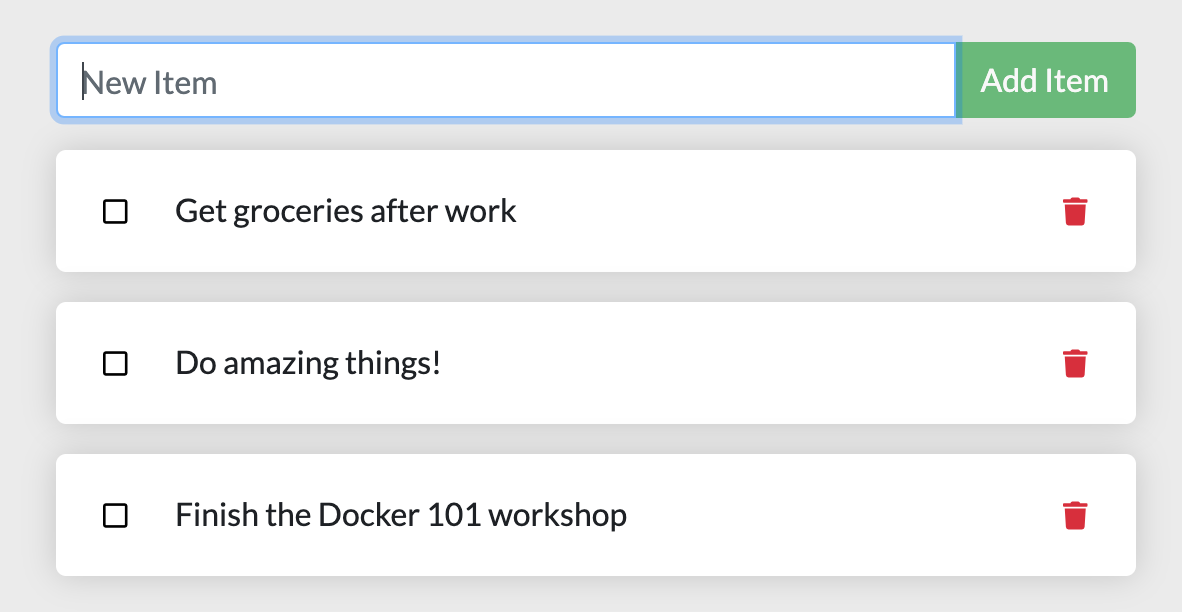 New Item
Add Item
Get groceries after work
Do amazing things!
Finish the Docker 101 workshop